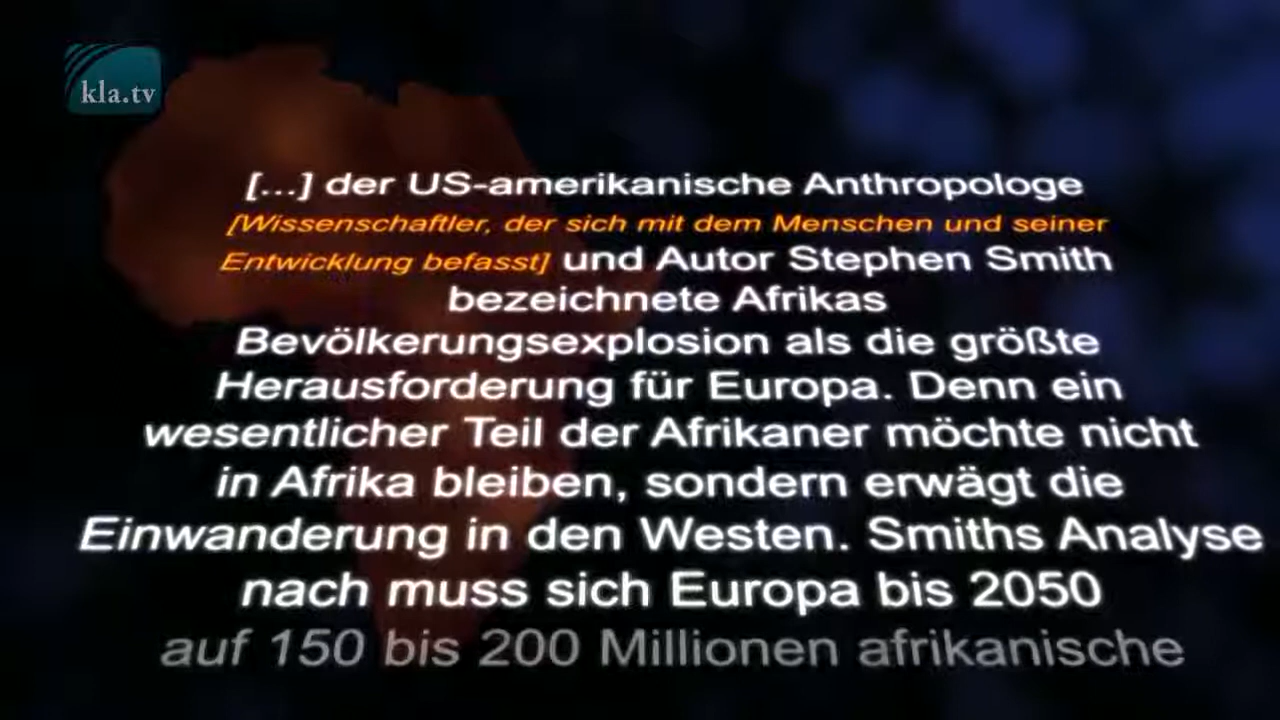 kla.tv
[...] der US-amerikanische Anthropologe
[Wissenschaftler, der sich mit dem Menschen und seiner
Entwicklung befasst] und Autor Stephen Smith
bezeichnete Afrikas
Bevölkerungsexplosion als die größte
Herausforderung für Europa. Denn ein
wesentlicher Teil der Afrikaner möchte nicht
in Afrika bleiben, sondern erwägt die
Einwanderung in den Westen. Smiths Analyse
nach muss sich Europa bis 2050
auf 150 bis 200 Millionen afrikanische